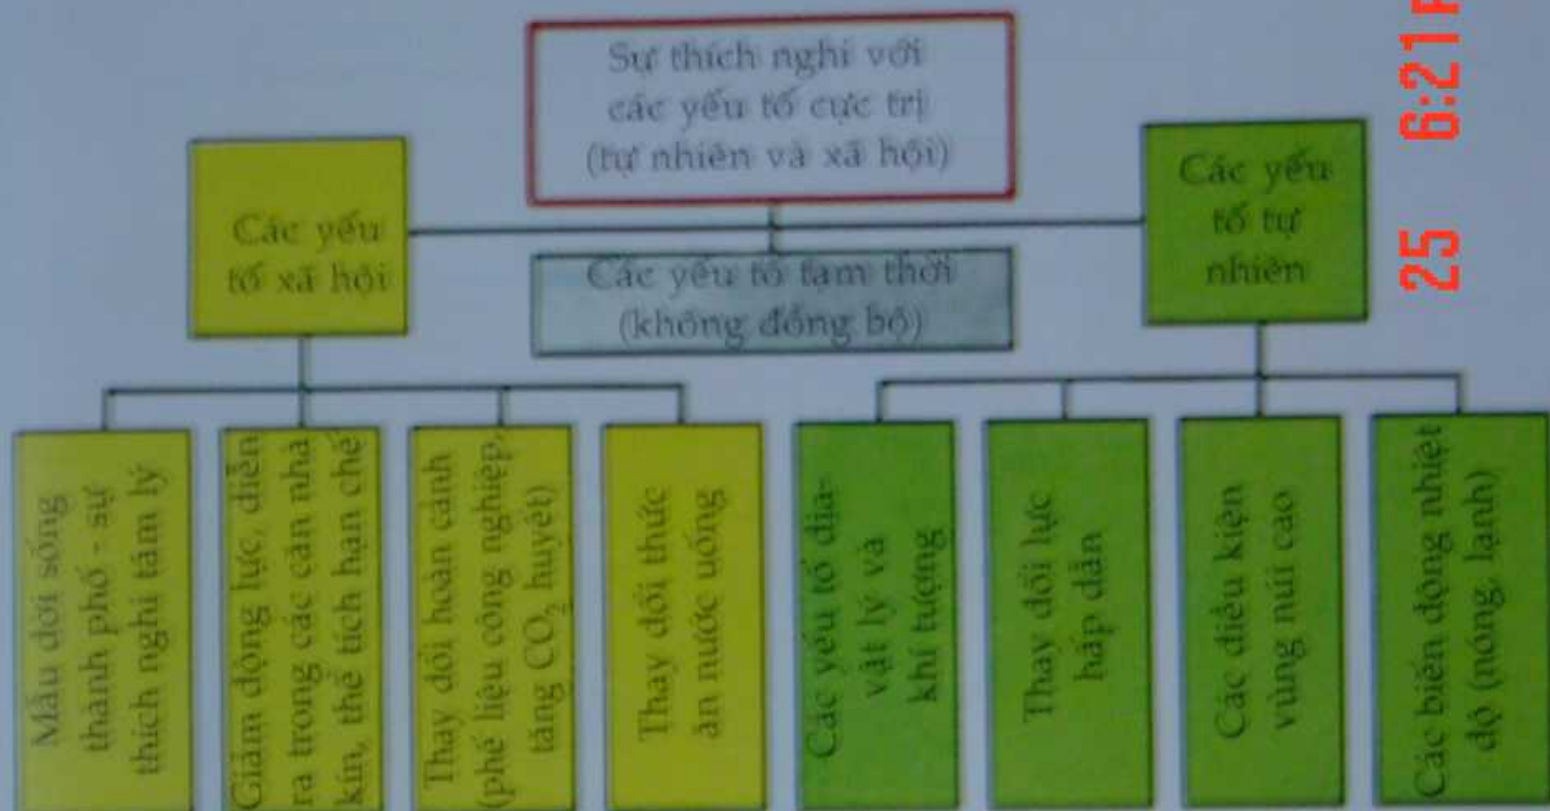 Sự thích nghi với
các yếu tố cực trị
(tự nhiên và xã hội)
Các yếu
tố xã hội
Các yếu tố tạm thời
(không đồng bộ)
Các yếu
tố tự
nhiên
25 6:21
Mẫu đời sống
thành phố - sự
thích nghi tâm lý
Giảm động lực, diễn
ra trong các căn nhà
kín, thể tích hạn chế
Thay đổi hoàn cảnh
(phế liệu công nghiệp,
tăng CO₂ huyết)
Thay đổi thức
ăn nước uống
Các yếu tố địa-
vật lý và
khí tượng
Thay đổi lực
hấp dẫn
Các điều kiện
vùng núi cao
Các biến động nhiệt
độ (nóng, lạnh)